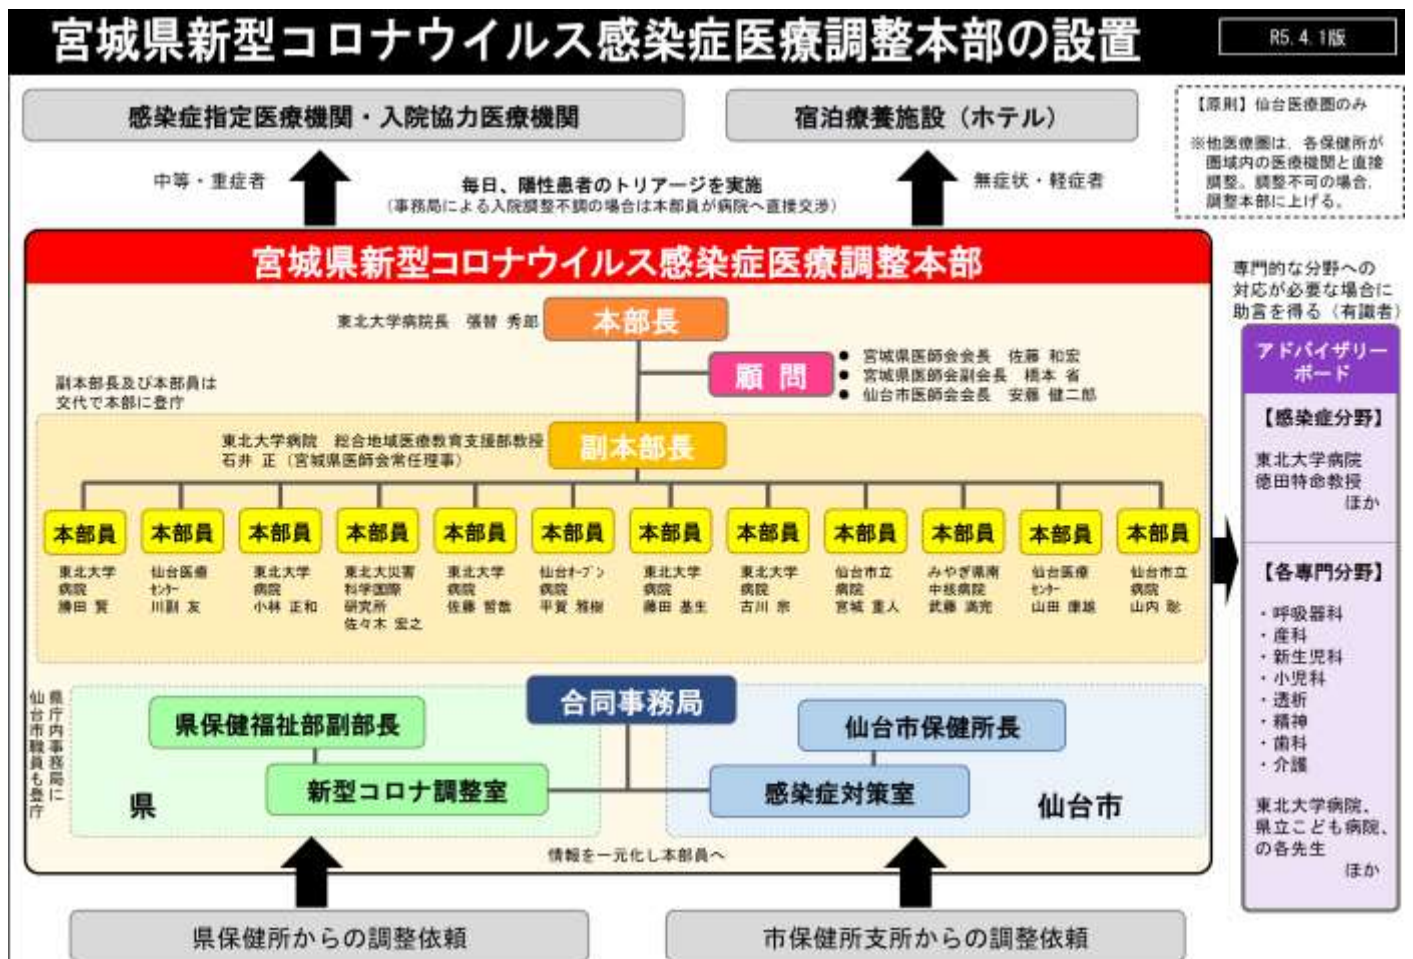 宮城県新型コロナウイルス感染症医療調整本部の設置
R5.4.1版
感染症指定医療機関・入院協力医療機関
宿泊療養施設（ホテル）
【原則】仙台医療圏のみ
※他医療圏は、各保健所が
圏域内の医療機関と直接
調整。調整不可の場合、
調整本部に上げる。
中等・重症者
毎日、陽性患者のトリアージを実施
（事務局による入院調整不調の場合は本部員が病院へ直接交渉）
無症状・軽症者
宮城県新型コロナウイルス感染症医療調整本部
東北大学病院長　張替 秀郎
本部長
顧 問
● 宮城県医師会会長　佐藤 和宏
● 宮城県医師会副会長　橋本 省
● 仙台市医師会会長　安藤 健二郎
副本部長及び本部員は
交代で本部に登庁
東北大学病院　総合地域医療教育支援部教授
石井 正（宮城県医師会常任理事）
副本部長
本部員
東北大学
病院
勝田 賢
本部員
仙台医療
センター
川副 友
本部員
東北大学
病院
小林 正和
本部員
東北大災害
科学国際
研究所
佐々木 宏之
本部員
東北大学
病院
佐藤 哲哉
本部員
仙台オープン
病院
平賀 雅樹
本部員
東北大学
病院
藤田 基生
本部員
東北大学
病院
古川 宗
本部員
仙台市立
病院
宮城 重人
本部員
みやぎ県南
中核病院
武藤 満完
本部員
仙台医療
センター
山田 康雄
本部員
仙台市立
病院
山内 聡
合同事務局
県庁内事務局に
仙台市職員も登庁
県保健福祉部副部長
新型コロナ調整室
県
仙台市保健所長
感染症対策室
仙台市
情報を一元化し本部員へ
県保健所からの調整依頼
市保健所支所からの調整依頼
専門的な分野への
対応が必要な場合に
助言を得る（有識者）
アドバイザリー
ボード
【感染症分野】
東北大学病院
徳田特命教授
ほか
【各専門分野】
・呼吸器科
・産科
・新生児科
・小児科
・透析
・精神
・歯科
・介護
東北大学病院、
県立こども病院、
の各先生
ほか